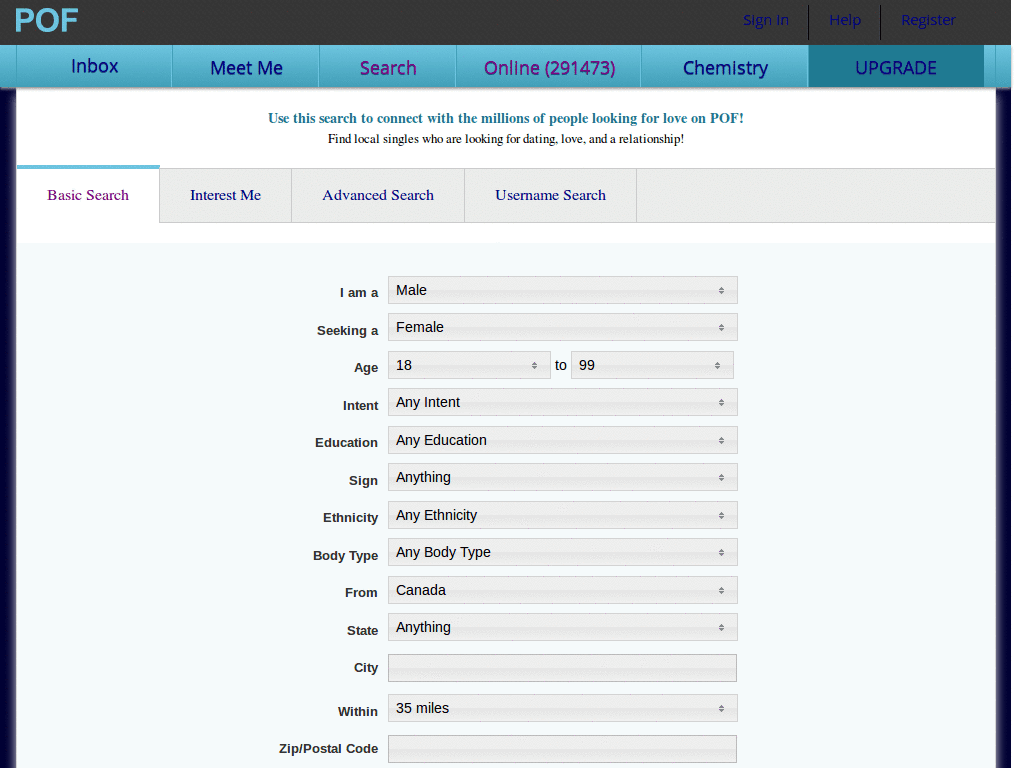 POF
Sign In Help Register
Inbox Meet Me Search Online (291473) Chemistry UPGRADE
Use this search to connect with the millions of people looking for love on POF!
Find local singles who are looking for dating, love, and a relationship!
Basic Search Interest Me Advanced Search Username Search
I am a Male
Seeking a Female
Age 18 to 99
Intent Any Intent
Education Any Education
Sign Anything
Ethnicity Any Ethnicity
Body Type Any Body Type
From Canada
State Anything
City
Within 35 miles
Zip/Postal Code